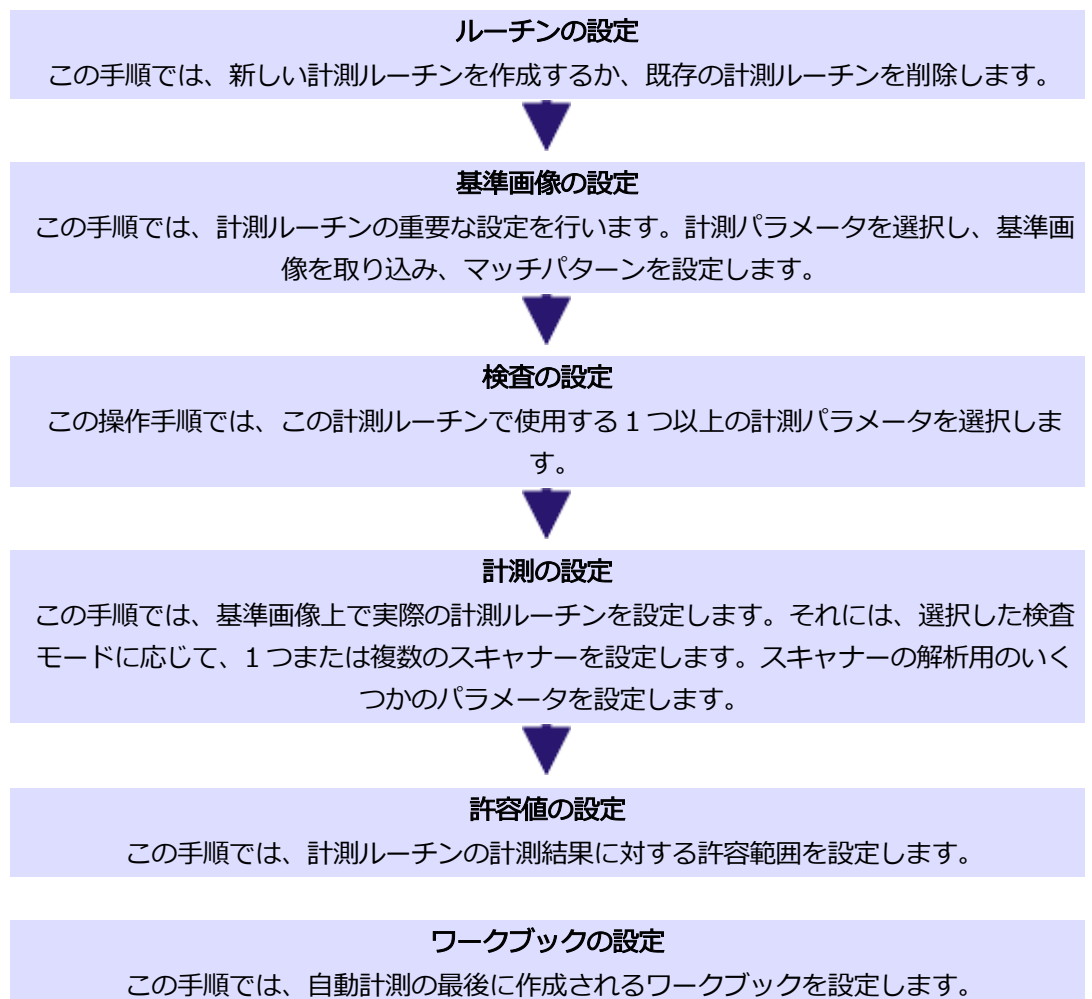 ルーチンの設定
この手順では、新しい計測ルーチンを作成するか、既存の計測ルーチンを削除します。
基準画像の設定
この手順では、計測ルーチンの重要な設定を行います。計測パラメータを選択し、基準画
像を取り込み、マッチパターンを設定します。
検査の設定
この操作手順では、この計測ルーチンで使用する 1 つ以上の計測パラメータを選択しま
す。
計測の設定
この手順では、基準画像上で実際の計測ルーチンを設定します。それには、選択した検査
モードに応じて、1 つまたは複数のスキャナーを設定します。スキャナーの解析用のいく
つかのパラメータを設定します。
許容値の設定
この手順では、計測ルーチンの計測結果に対する許容範囲を設定します。
ワークブックの設定
この手順では、自動計測の最後に作成されるワークブックを設定します。